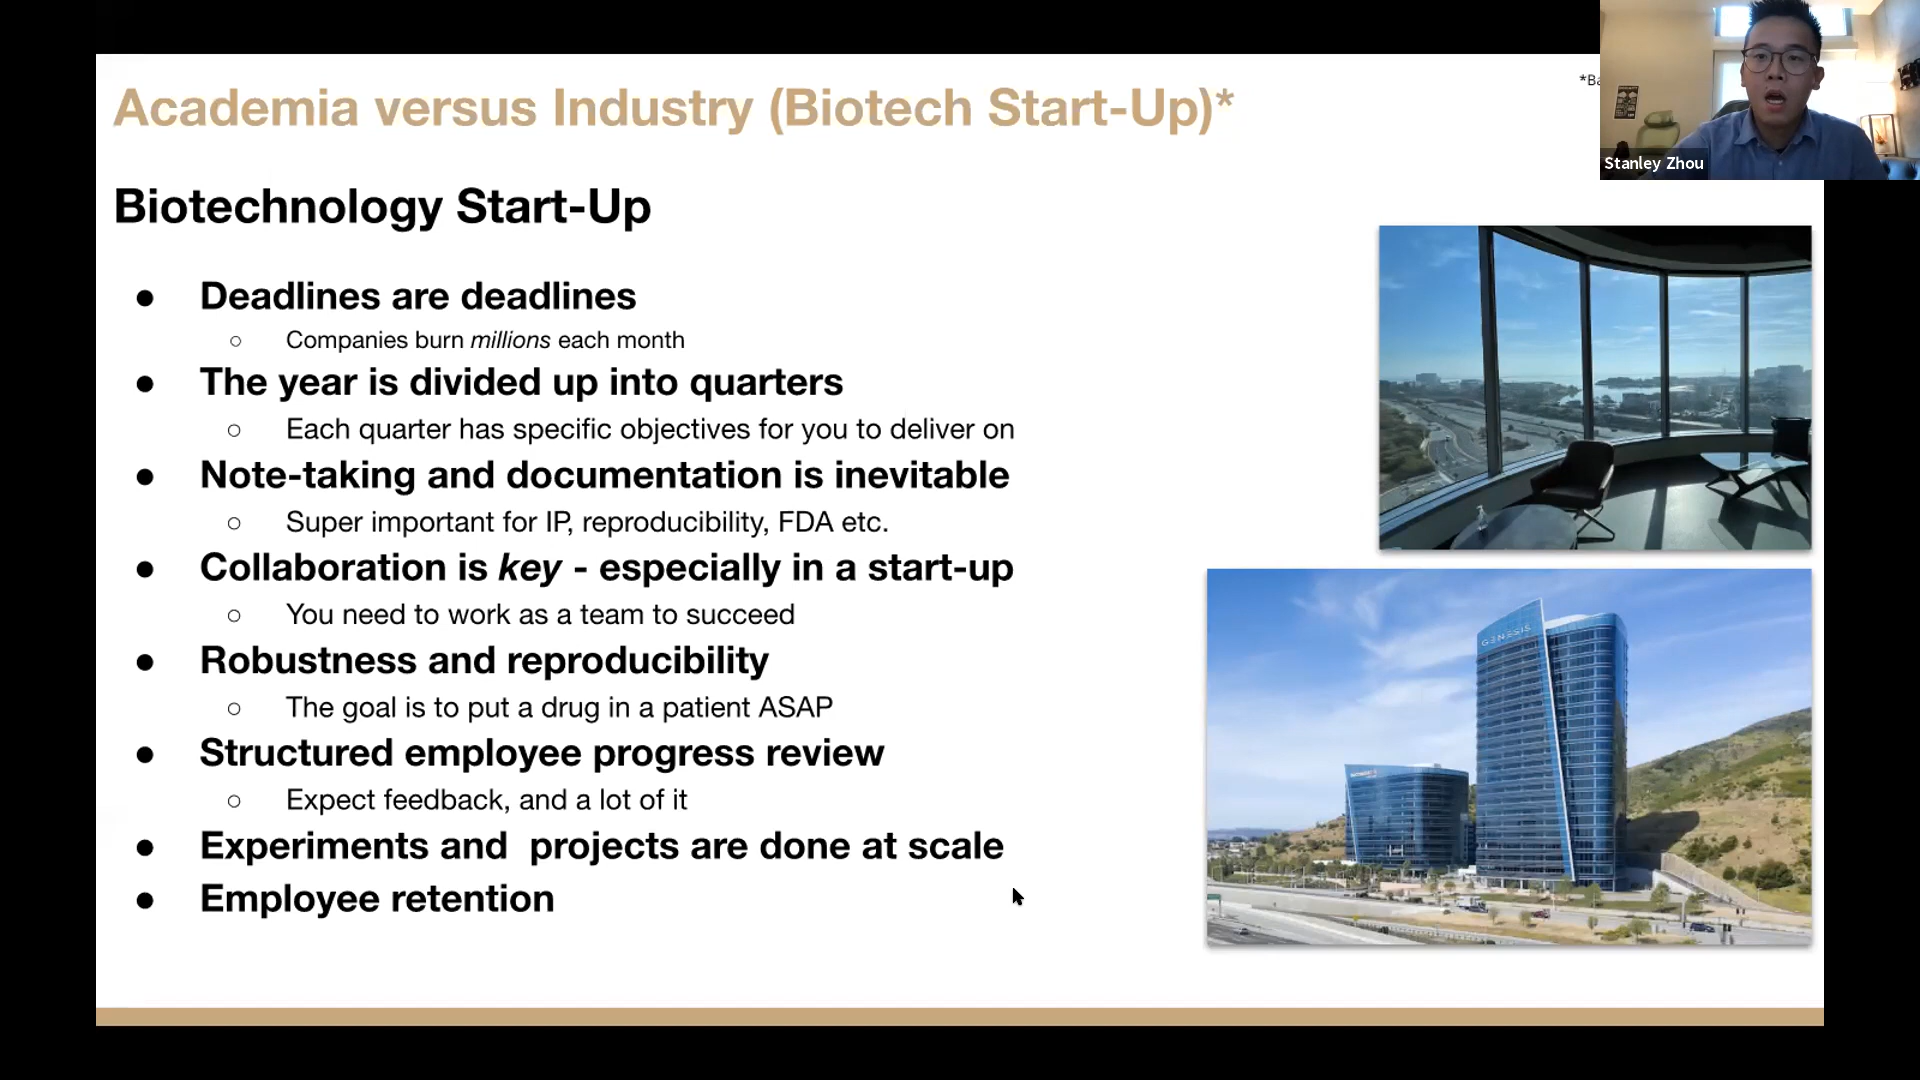 Academia versus Industry (Biotech Start-Up)*
*Ba
Stanley Zhou
Biotechnology Start-Up
● Deadlines are deadlines
○ Companies burn millions each month
● The year is divided up into quarters
○ Each quarter has specific objectives for you to deliver on
● Note-taking and documentation is inevitable
○ Super important for IP, reproducibility, FDA etc.
● Collaboration is key - especially in a start-up
○ You need to work as a team to succeed
● Robustness and reproducibility
○ The goal is to put a drug in a patient ASAP
● Structured employee progress review
○ Expect feedback, and a lot of it
● Experiments and  projects are done at scale
● Employee retention
GENESIS